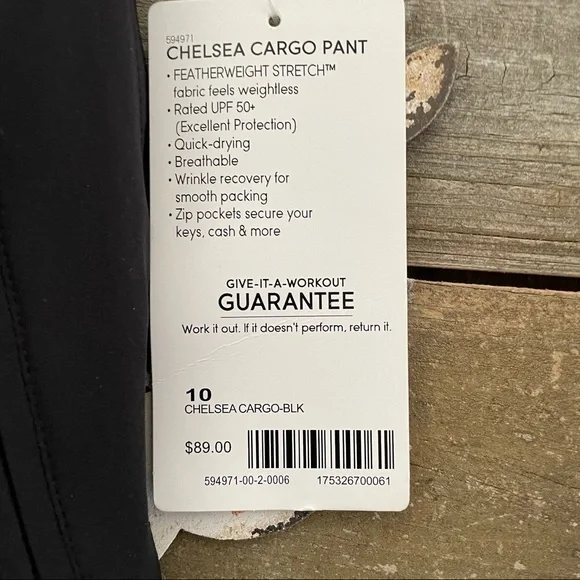 594971
CHELSEA CARGO PANT
• FEATHERWEIGHT STRETCH™
fabric feels weightless
• Rated UPF 50+
(Excellent Protection)
• Quick-drying
• Breathable
• Wrinkle recovery for
smooth packing
• Zip pockets secure your
keys, cash & more
GIVE-IT-A-WORKOUT
GUARANTEE
Work it out. If it doesn't perform, return it.
10
CHELSEA CARGO-BLK
$89.00
594971-00-2-0006 175326700061